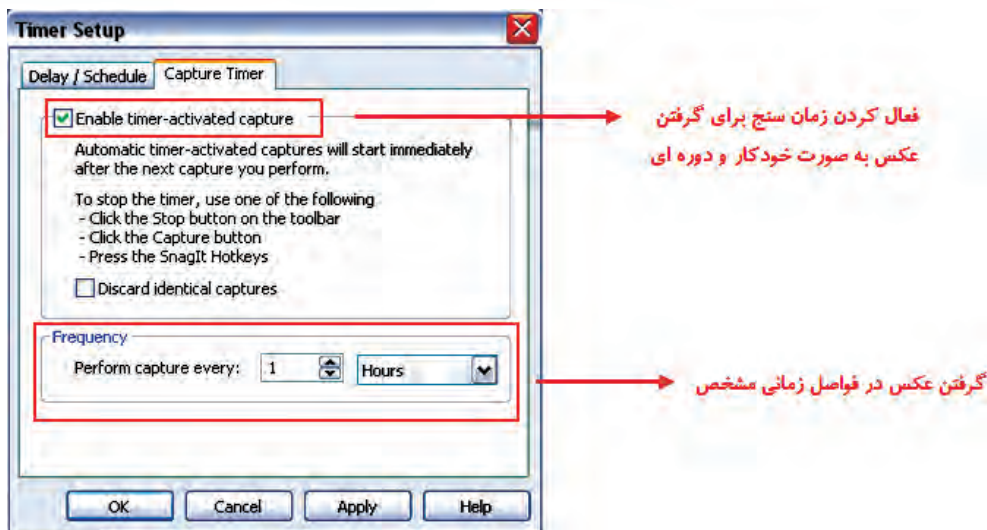 Timer Setup
Delay / Schedule
Capture Timer
Enable timer-activated capture
Automatic timer-activated captures will start immediately
after the next capture you perform.
To stop the timer, use one of the following
- Click the Stop button on the toolbar
- Click the Capture button
- Press the SnagIt Hotkeys
Discard identical captures
Frequency
Perform capture every: 1 Hours
OK Cancel Apply Help
فعال کردن زمان سنج برای گرفتن
عکس به صورت خودکار و دوره ای
گرفتن عکس در فواصل زمانی مشخص